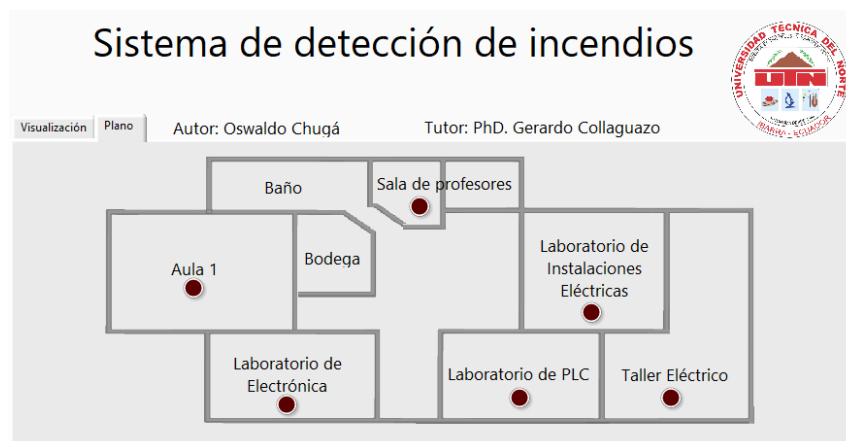 Sistema de detección de incendios
UNIVERSIDAD TÉCNICA DEL NORTE
UTN
IBARRA - ECUADOR
Visualización
Plano
Autor: Oswaldo Chugá
Tutor: PhD. Gerardo Collaguazo
Baño
Sala de profesores
Aula 1
Bodega
Laboratorio de
Instalaciones
Eléctricas
Laboratorio de
Electrónica
Laboratorio de PLC
Taller Eléctrico